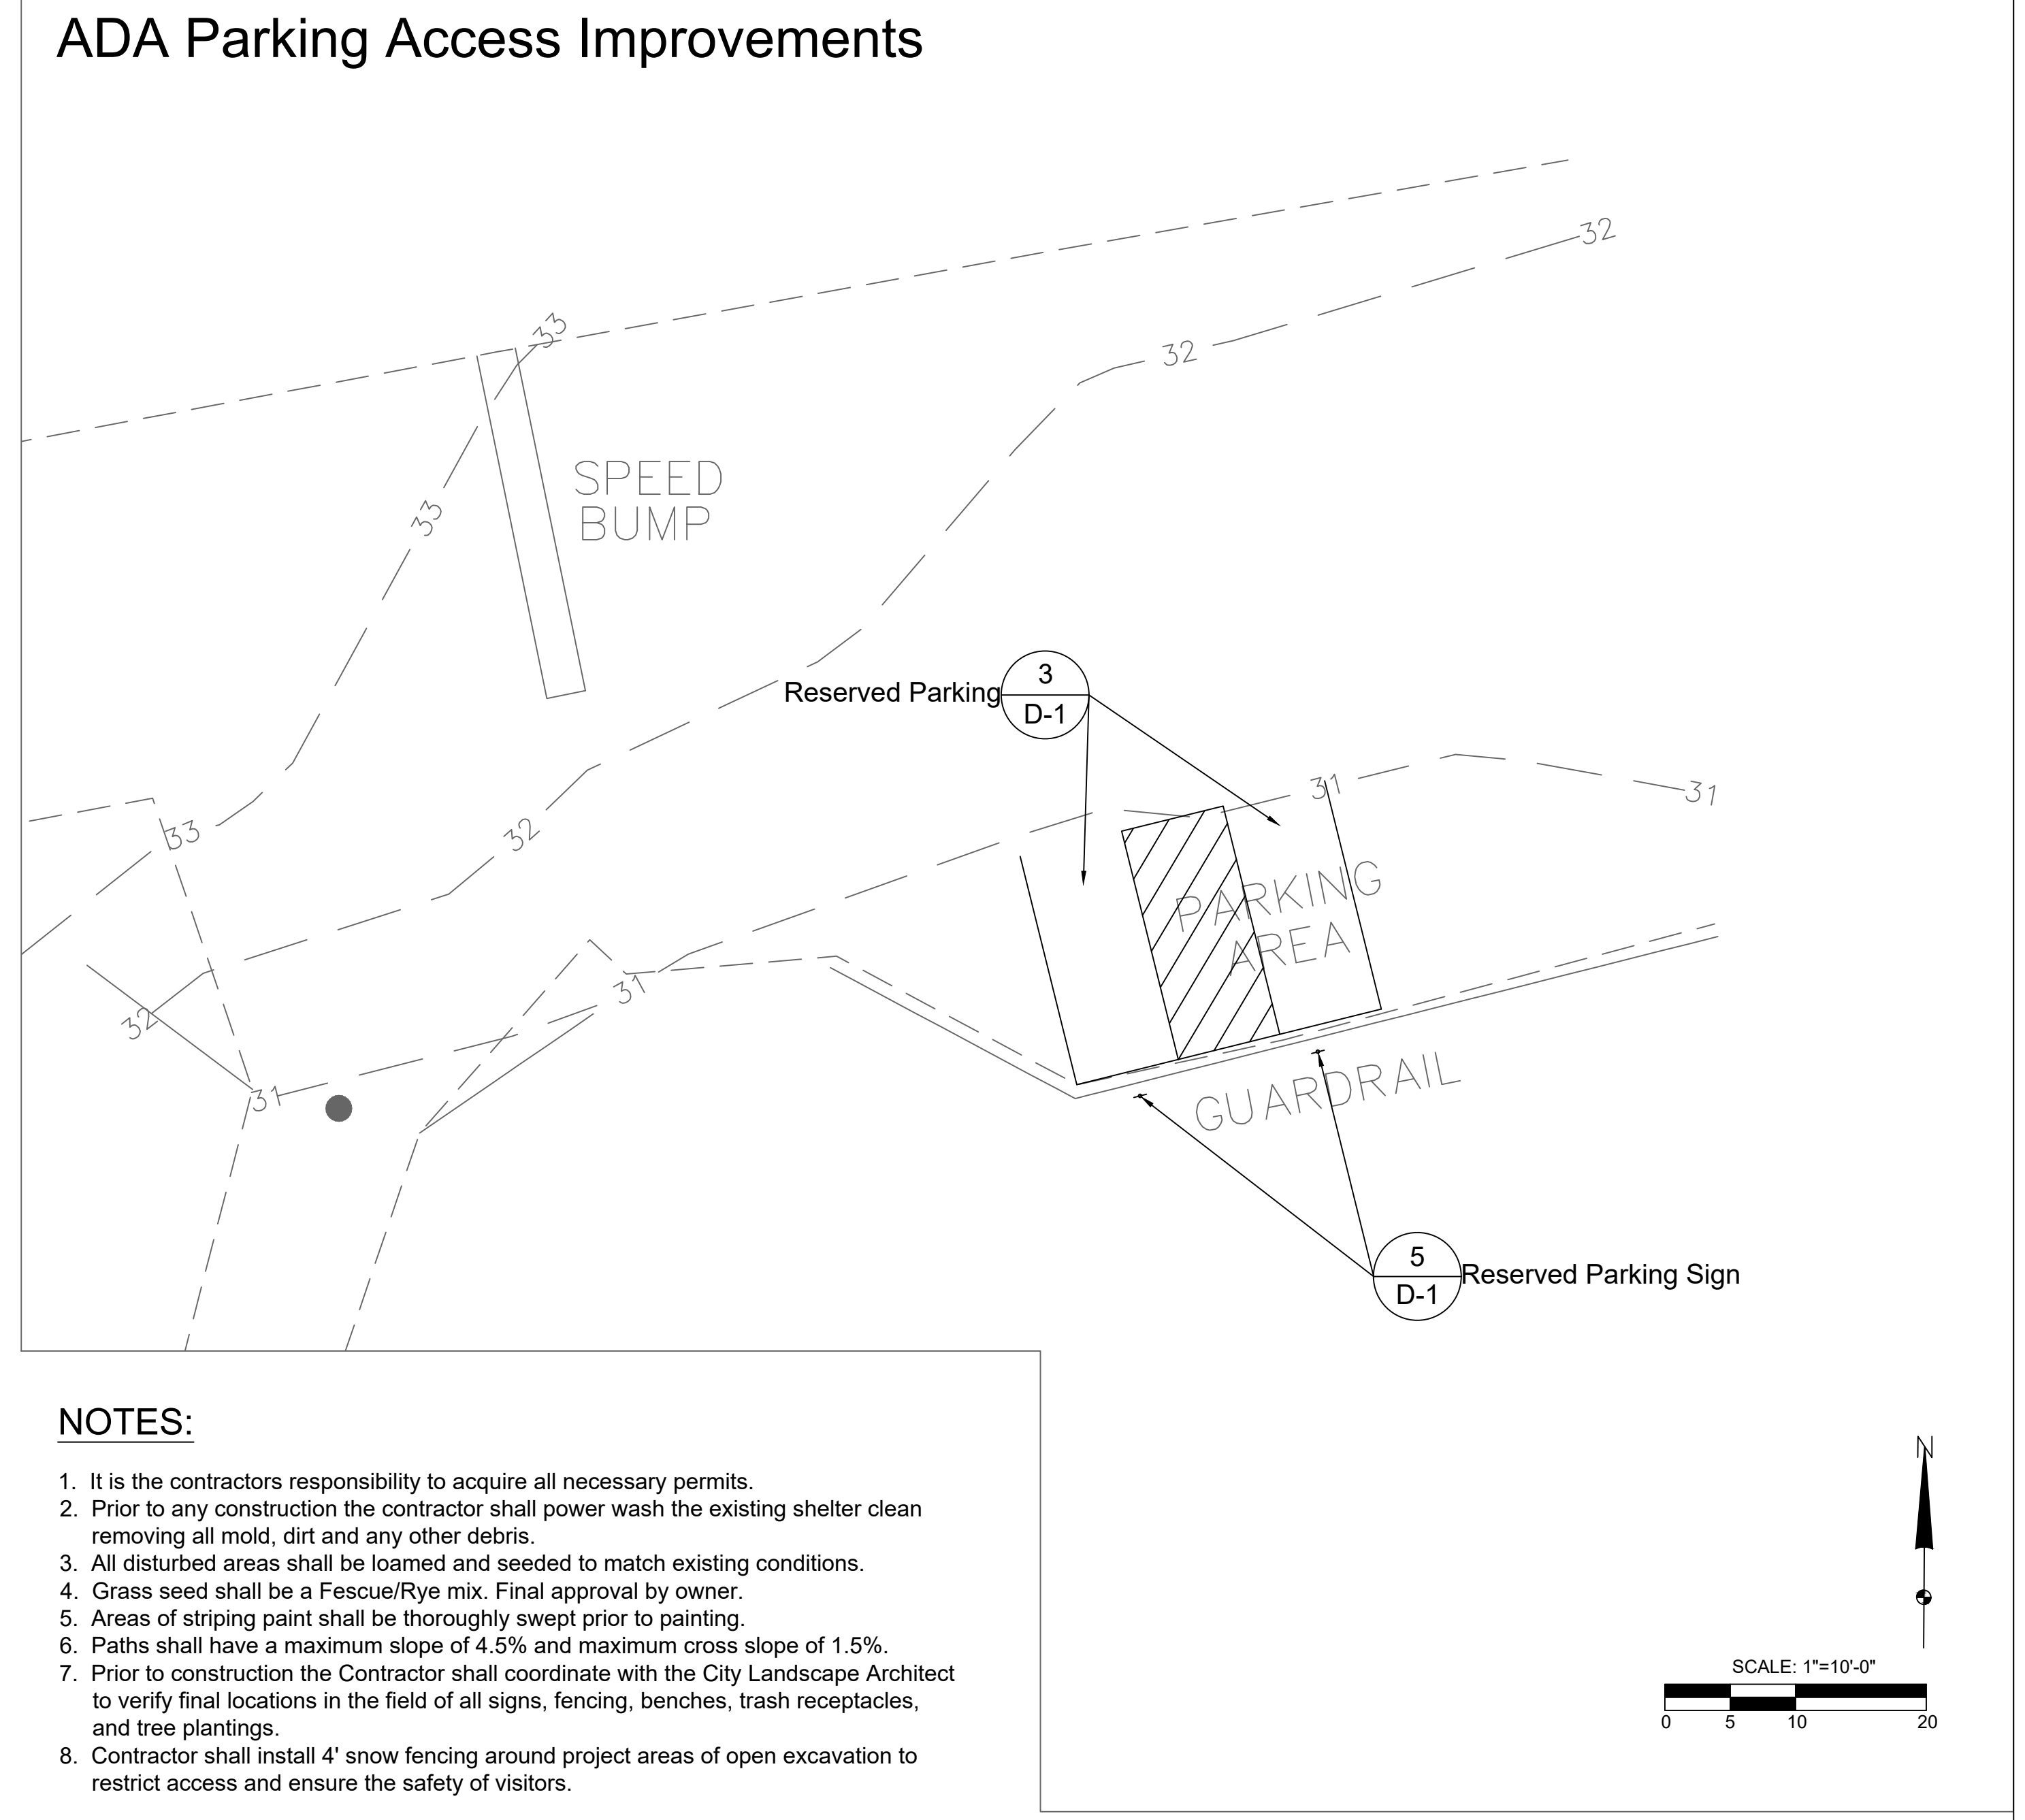 ADA Parking Access Improvements
32
33
32
SPEED
BUMP
33
3
Reserved Parking
D-1
31
31
33
32
PARKING
AREA
31
32
31
GUARDRAIL
5
Reserved Parking Sign
D-1
NOTES:
1. It is the contractors responsibility to acquire all necessary permits.
2. Prior to any construction the contractor shall power wash the existing shelter clean
removing all mold, dirt and any other debris.
3. All disturbed areas shall be loamed and seeded to match existing conditions.
4. Grass seed shall be a Fescue/Rye mix. Final approval by owner.
5. Areas of striping paint shall be thoroughly swept prior to painting.
6. Paths shall have a maximum slope of 4.5% and maximum cross slope of 1.5%.
7. Prior to construction the Contractor shall coordinate with the City Landscape Architect
to verify final locations in the field of all signs, fencing, benches, trash receptacles,
and tree plantings.
8. Contractor shall install 4' snow fencing around project areas of open excavation to
restrict access and ensure the safety of visitors.
N
SCALE: 1"=10'-0"
0 5 10 20